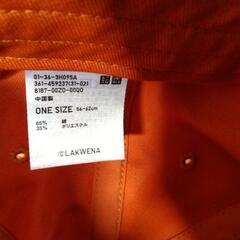 01-36-3H095A
361-459237(31-02)
8187-00Z0-00Q0
中国製
ONE SIZE 56-62cm
65% 綿
35% ポリエステル
©LAKWENA